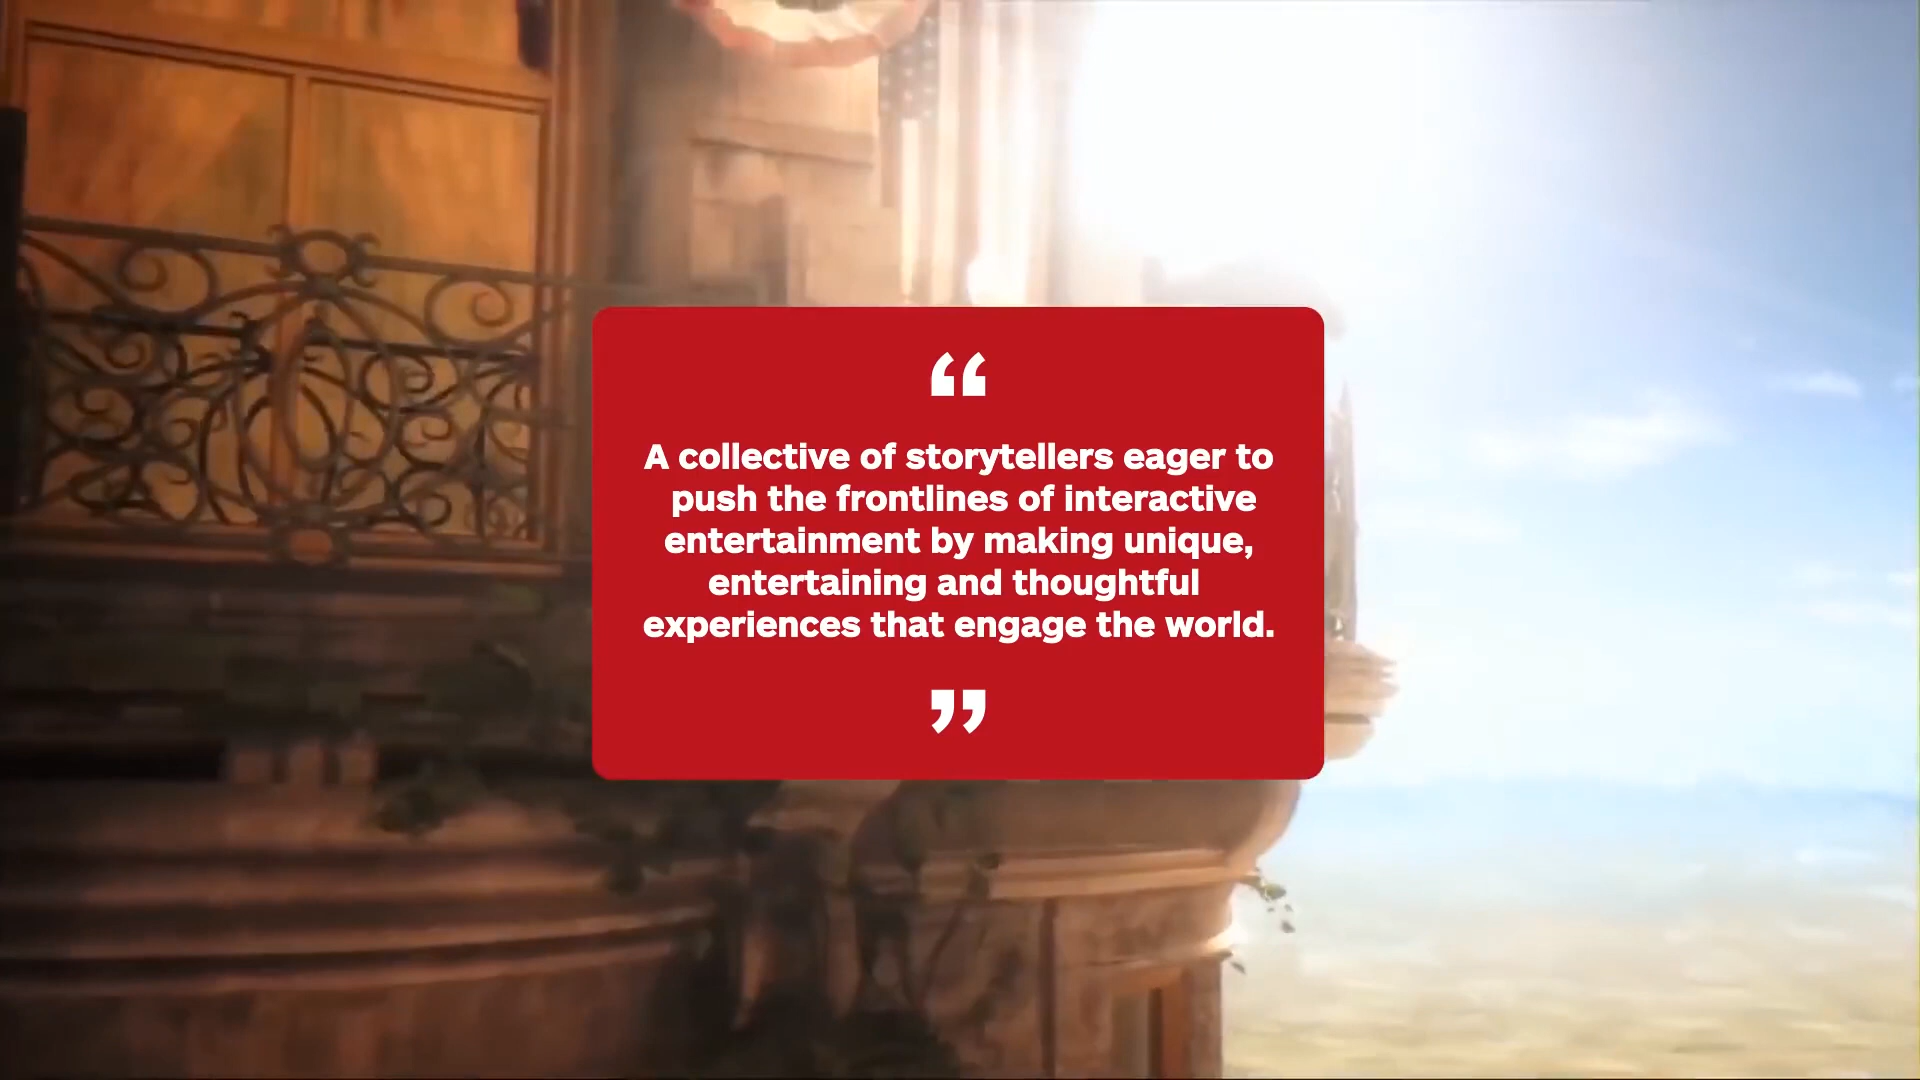 “
A collective of storytellers eager to
push the frontlines of interactive
entertainment by making unique,
entertaining and thoughtful
experiences that engage the world.
”